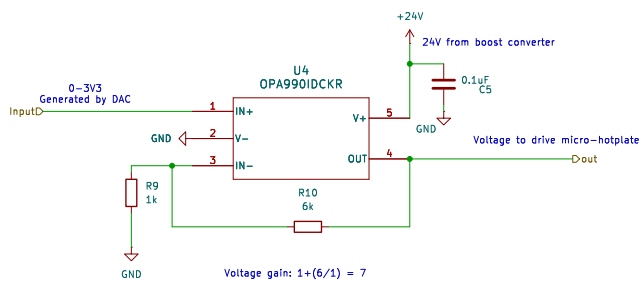 +24V
24V from boost converter
U4
OPA990IDCKR
0-3V3
Generated by DAC
0.1uF
C5
Input
1
IN+
V+
5
GND
GND
2
V-
Voltage to drive micro-hotplate
3
IN-
OUT
4
out
R9
1k
R10
6k
GND
Voltage gain: 1+(6/1) = 7